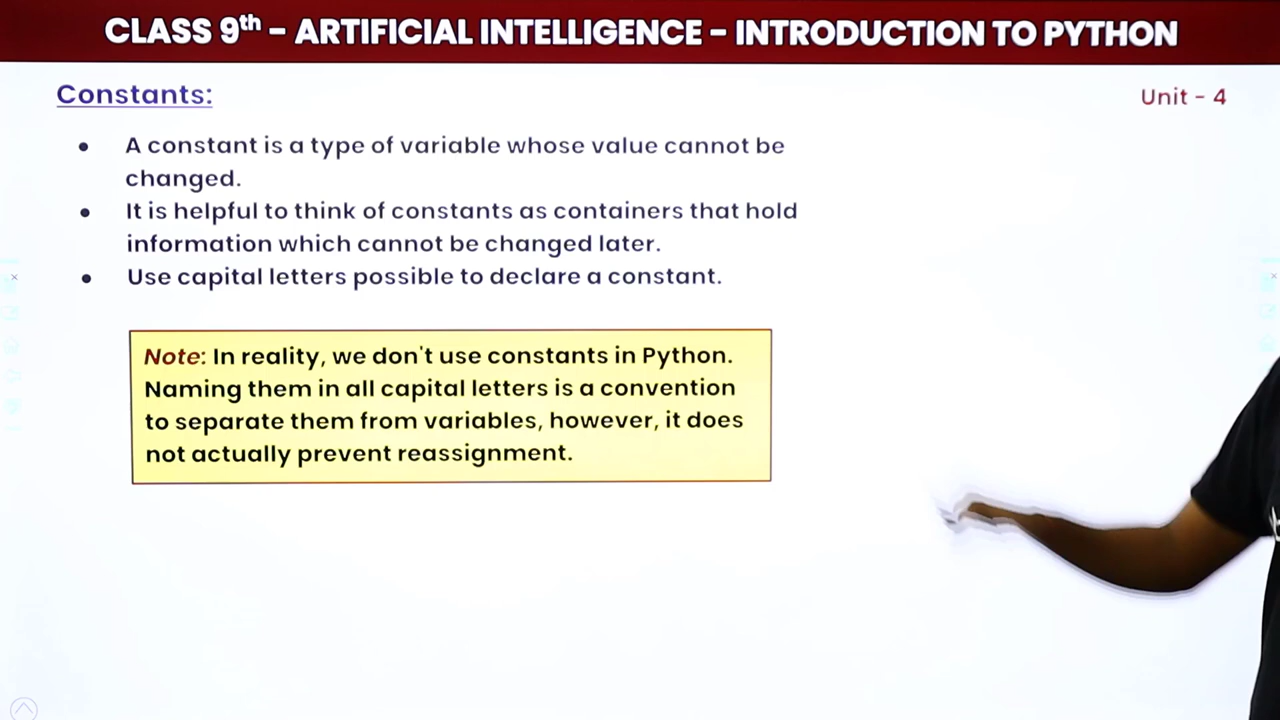 CLASS 9th – ARTIFICIAL INTELLIGENCE – INTRODUCTION TO PYTHON
Constants:
Unit - 4
● A constant is a type of variable whose value cannot be
changed.
● It is helpful to think of constants as containers that hold
information which cannot be changed later.
● Use capital letters possible to declare a constant.
Note: In reality, we don't use constants in Python.
Naming them in all capital letters is a convention
to separate them from variables, however, it does
not actually prevent reassignment.